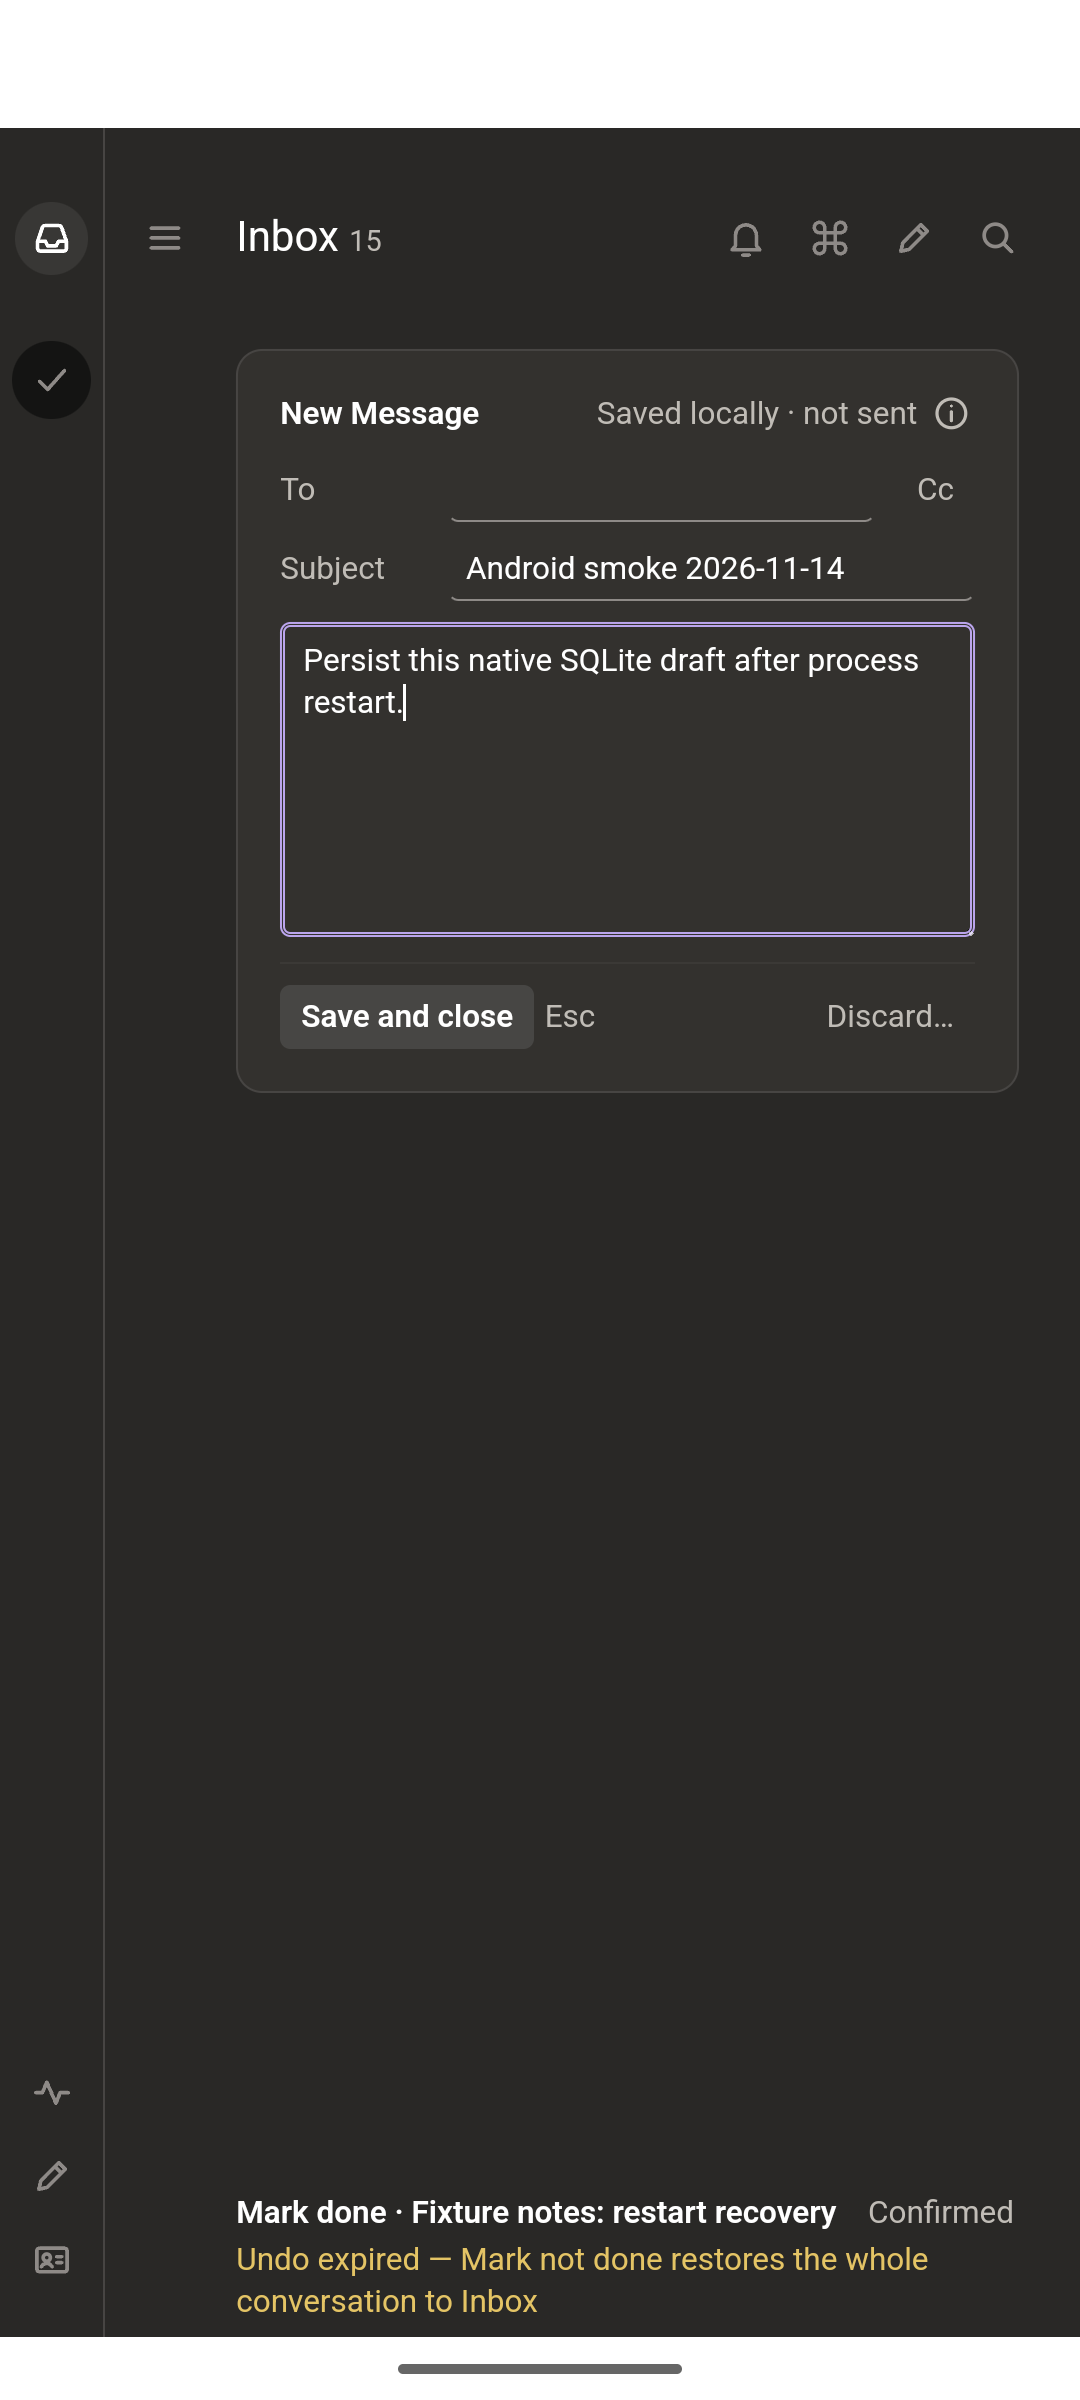 Inbox 15
New Message Saved locally · not sent
To Cc
Subject Android smoke 2026-11-14
Persist this native SQLite draft after process
restart.
Save and close Esc Discard…
Mark done · Fixture notes: restart recovery Confirmed
Undo expired — Mark not done restores the whole
conversation to Inbox